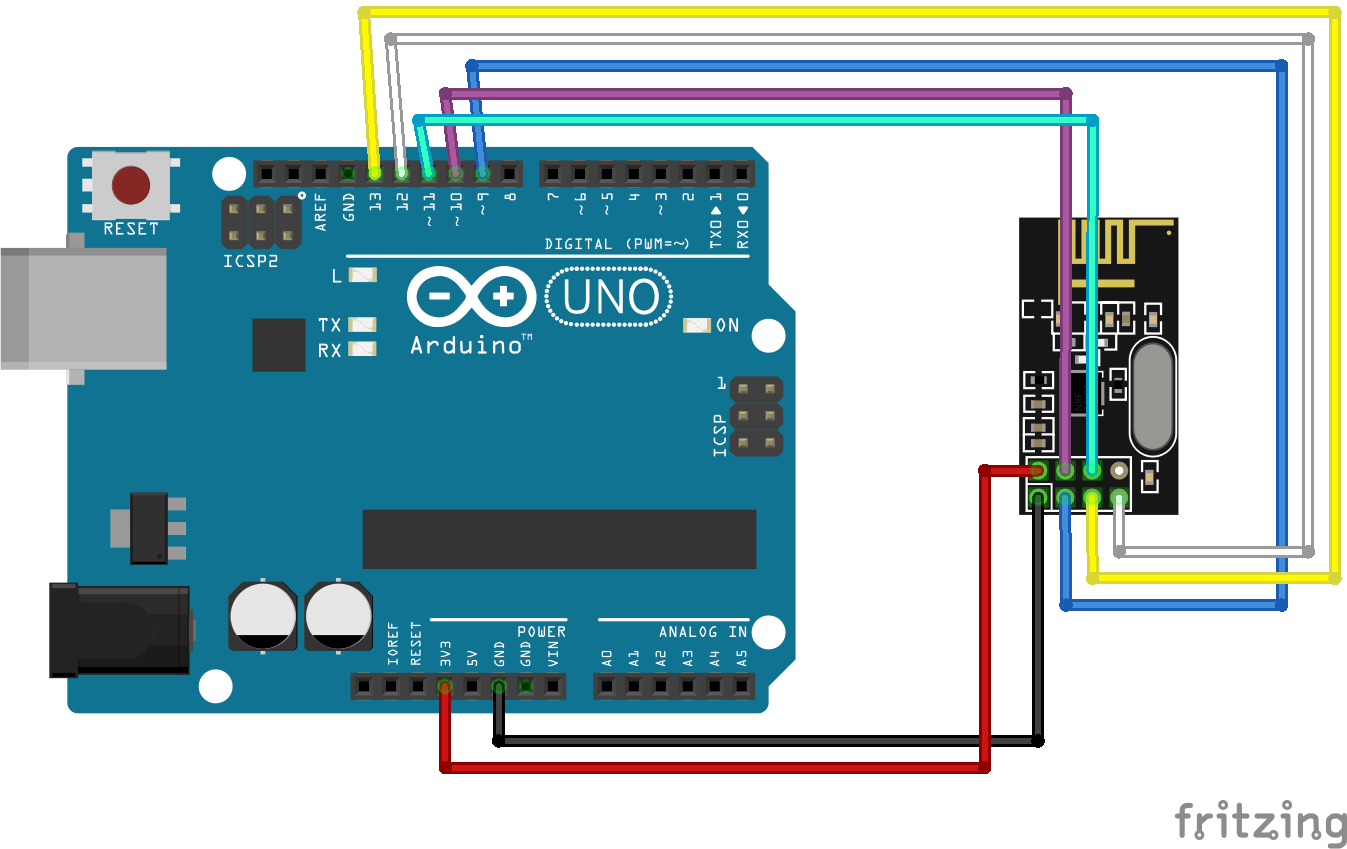 RESET
ICSP2
AREF
GND
13
12
~11
~10
~9
8
7
~6
~5
4
~3
2
TX0▶1
RX0◀0
DIGITAL (PWM=~)
L
TX
RX
UNO
Arduino™
ON
1
ICSP
IOREF
RESET
3V3
5V
GND
GND
VIN
POWER
ANALOG IN
A0
A1
A2
A3
A4
A5
fritzing